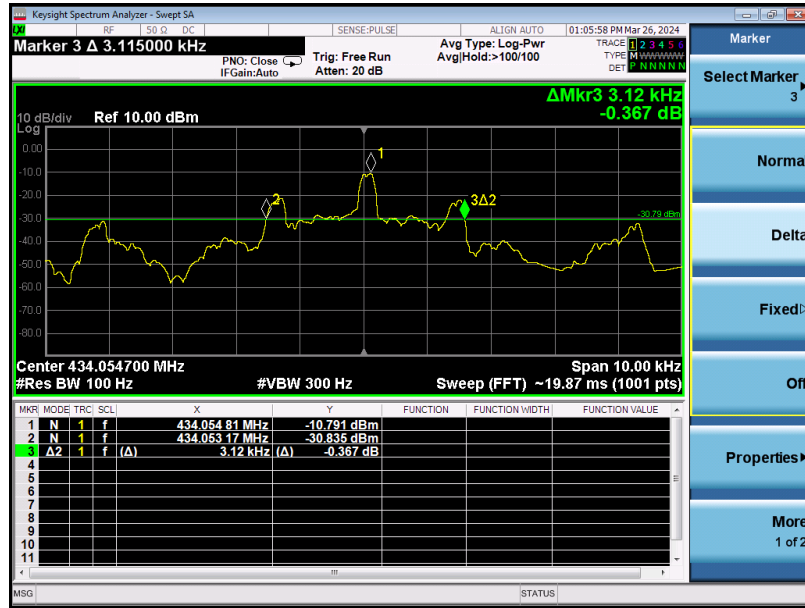 Keysight Spectrum Analyzer - Swept SA
LXI RF 50 Ω DC SENSE:PULSE ALIGN AUTO 01:05:58 PM Mar 26, 2024
Marker 3 Δ 3.115000 kHz
PNO: Close
IFGain:Auto
Trig: Free Run
Atten: 20 dB
Avg Type: Log-Pwr
Avg|Hold:>100/100
TRACE 1 2 3 4 5 6
TYPE M WWWWW
DET P N N N N N
ΔMkr3 3.12 kHz
-0.367 dB
10 dB/div Ref 10.00 dBm
Log
0.00
-10.0
-20.0
-30.0
-40.0
-50.0
-60.0
-70.0
-80.0
1
2
3Δ2
-30.79 dBm
Center 434.054700 MHz Span 10.00 kHz
#Res BW 100 Hz #VBW 300 Hz Sweep (FFT) ~19.87 ms (1001 pts)
MKR MODE TRC SCL X Y FUNCTION FUNCTION WIDTH FUNCTION VALUE
1 N 1 f 434.054 81 MHz -10.791 dBm
2 N 1 f 434.053 17 MHz -30.835 dBm
3 Δ2 1 f (Δ) 3.12 kHz (Δ) -0.367 dB
4
5
6
7
8
9
10
11
MSG STATUS
Marker
Select Marker
3
Norma
Delta
Fixed
Off
Properties
More
1 of 2